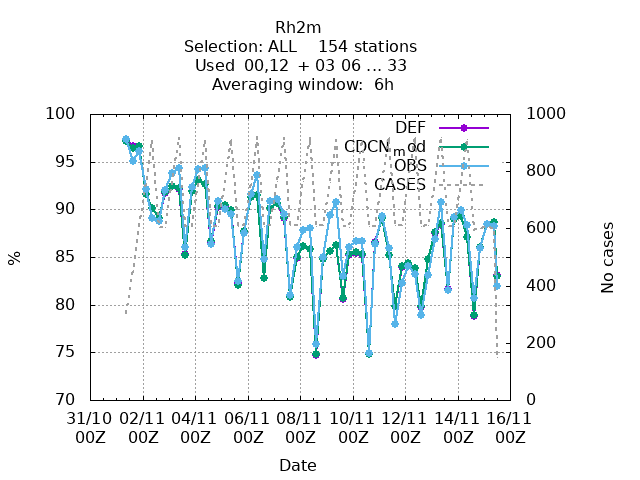 Rh2m
Selection: ALL    154 stations
Used  00,12  + 03 06 ... 33
Averaging window:  6h
100
95
90
85
80
75
70
%
1000
800
600
400
200
0
No cases
DEF
CDCN_mod
OBS
CASES
31/10 02/11 04/11 06/11 08/11 10/11 12/11 14/11 16/11
00Z 00Z 00Z 00Z 00Z 00Z 00Z 00Z 00Z
Date